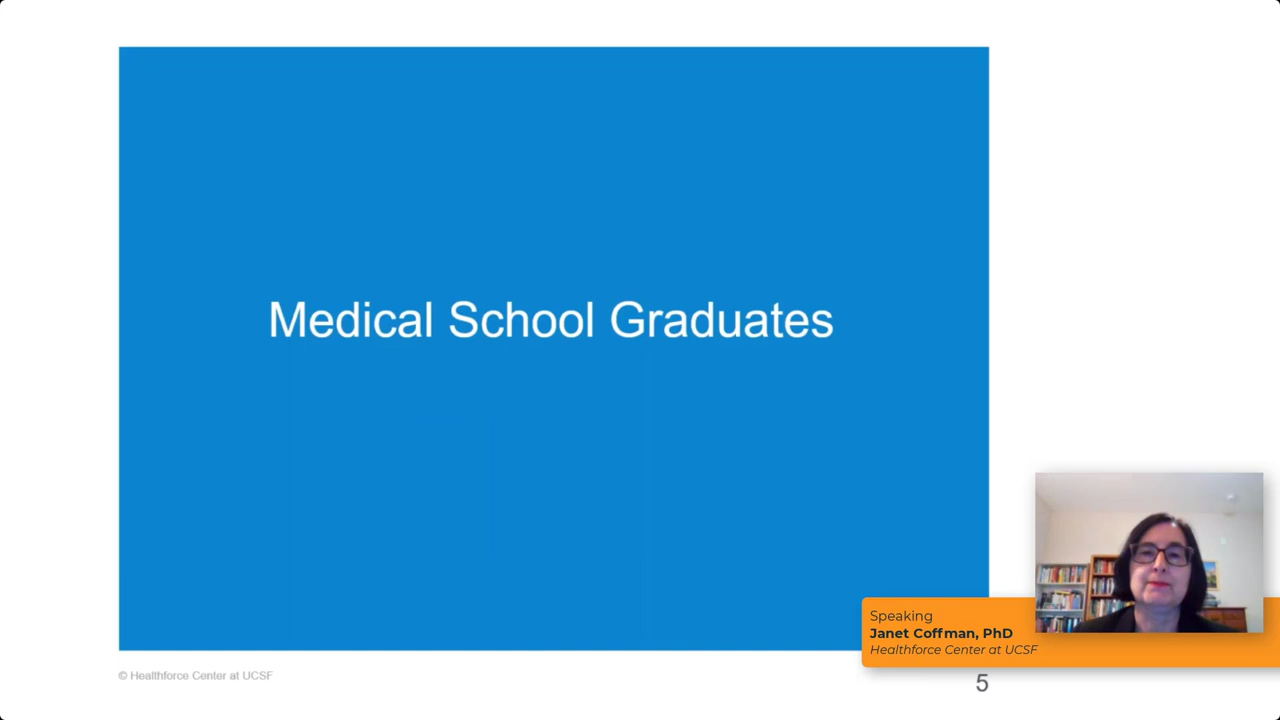 Medical School Graduates
Speaking
Janet Coffman, PhD
Healthforce Center at UCSF
© Healthforce Center at UCSF
5